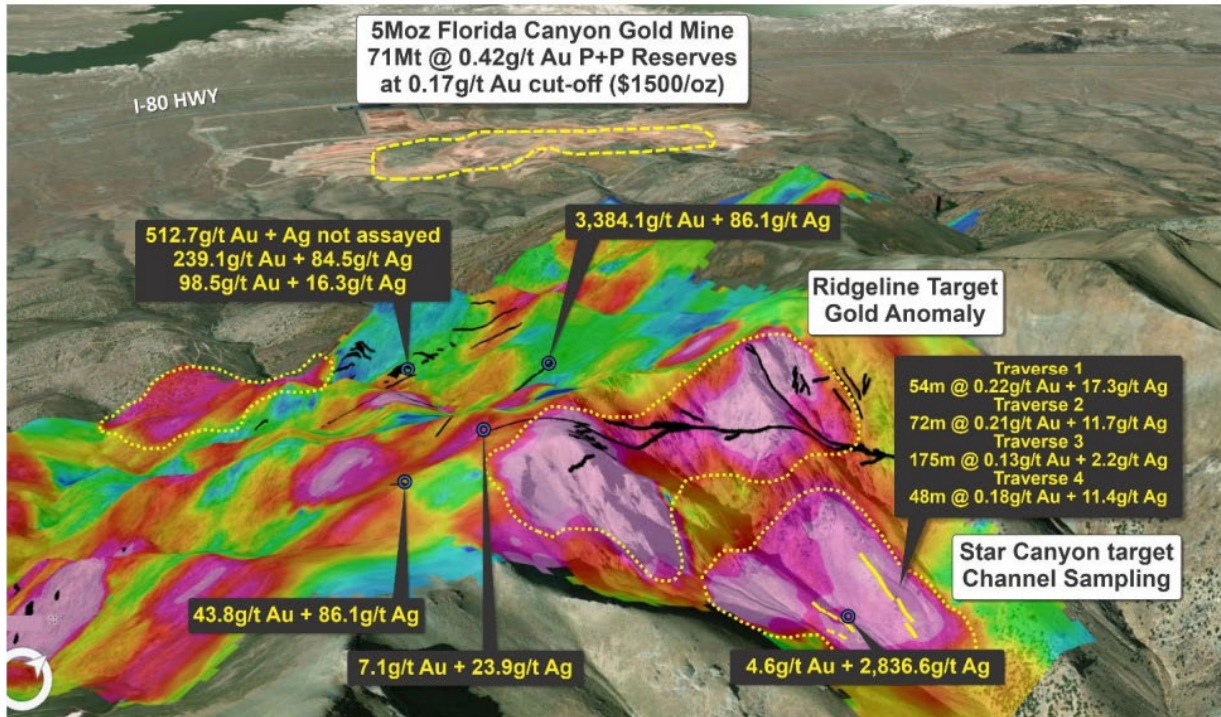 5Moz Florida Canyon Gold Mine
71Mt @ 0.42g/t Au P+P Reserves
at 0.17g/t Au cut-off ($1500/oz)
I-80 HWY
512.7g/t Au + Ag not assayed
239.1g/t Au + 84.5g/t Ag
98.5g/t Au + 16.3g/t Ag
3,384.1g/t Au + 86.1g/t Ag
Ridgeline Target
Gold Anomaly
Traverse 1
54m @ 0.22g/t Au + 17.3g/t Ag
Traverse 2
72m @ 0.21g/t Au + 11.7g/t Ag
Traverse 3
175m @ 0.13g/t Au + 2.2g/t Ag
Traverse 4
48m @ 0.18g/t Au + 11.4g/t Ag
Star Canyon target
Channel Sampling
43.8g/t Au + 86.1g/t Ag
7.1g/t Au + 23.9g/t Ag
4.6g/t Au + 2,836.6g/t Ag